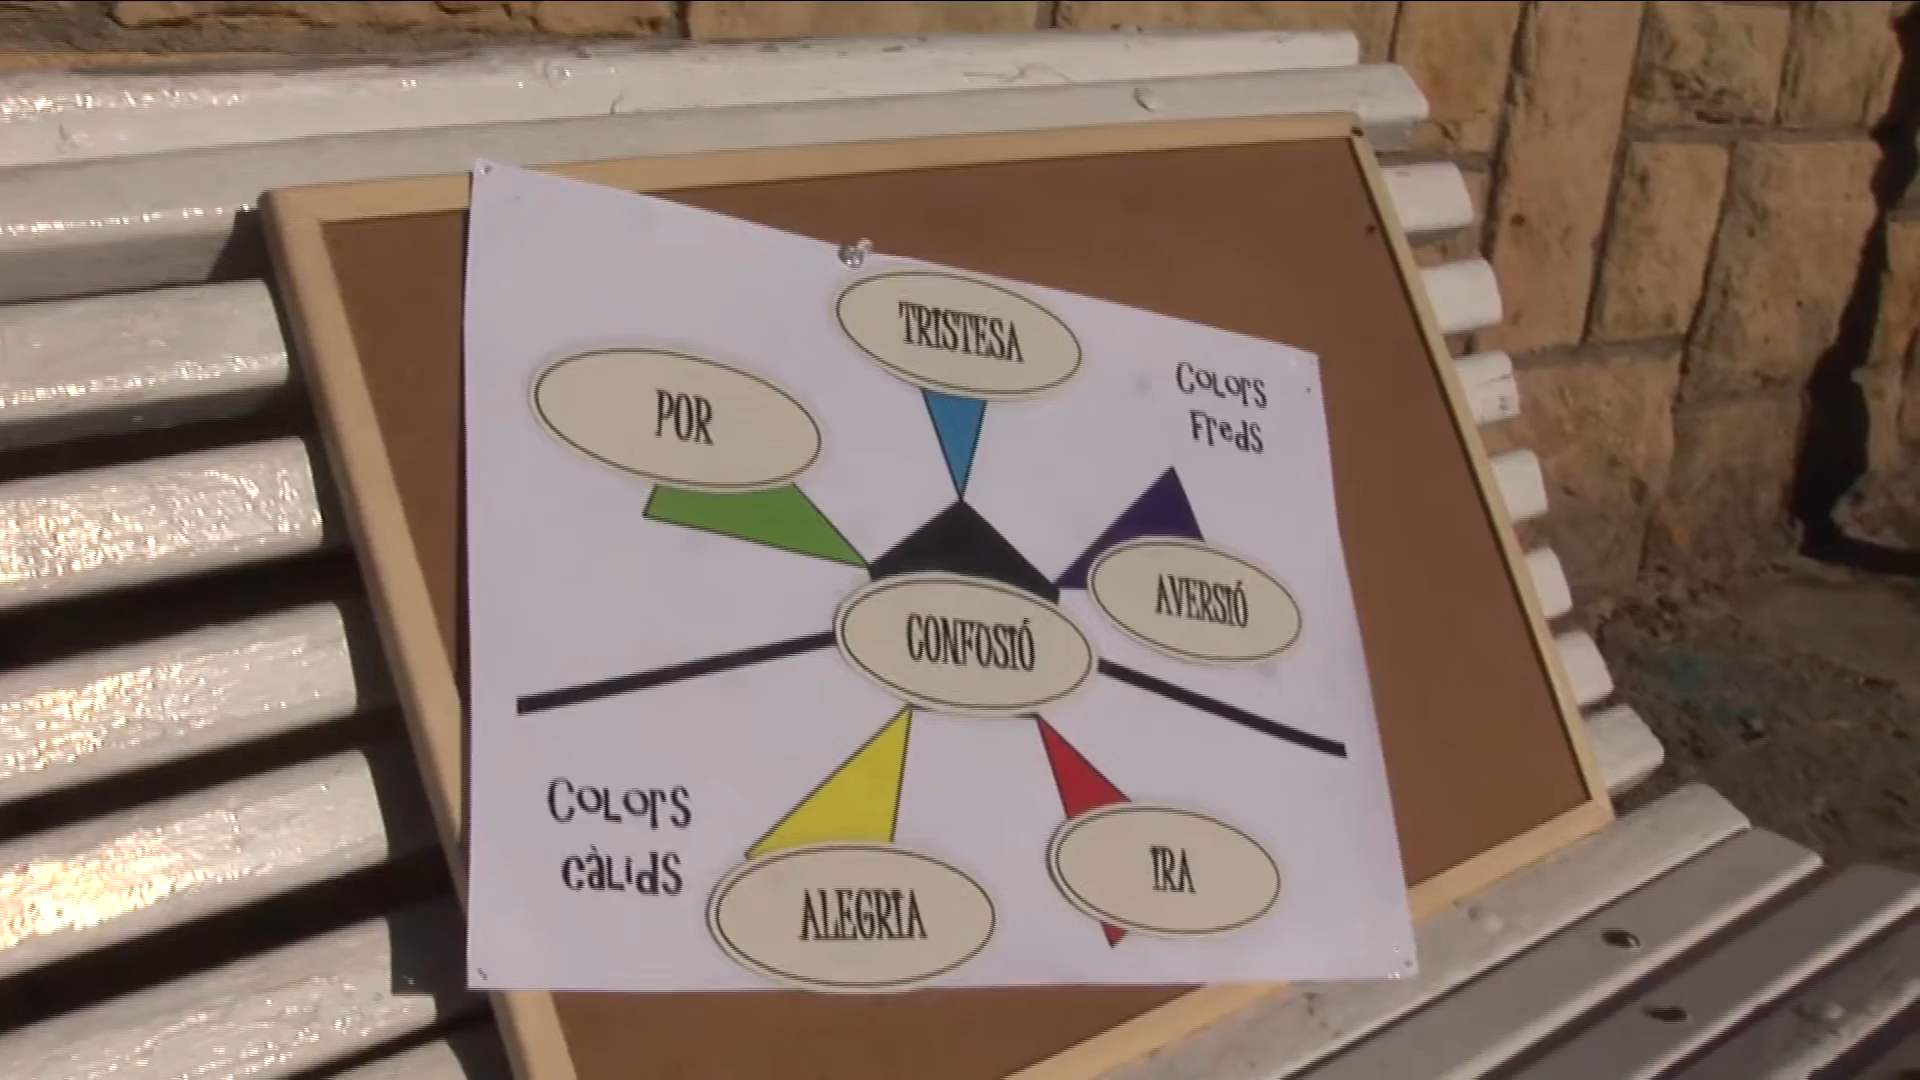 TRISTESA
POR
Colors
Freds
AVERSIÓ
CONFOSIÓ
Colors
càlids
ALEGRIA
IRA